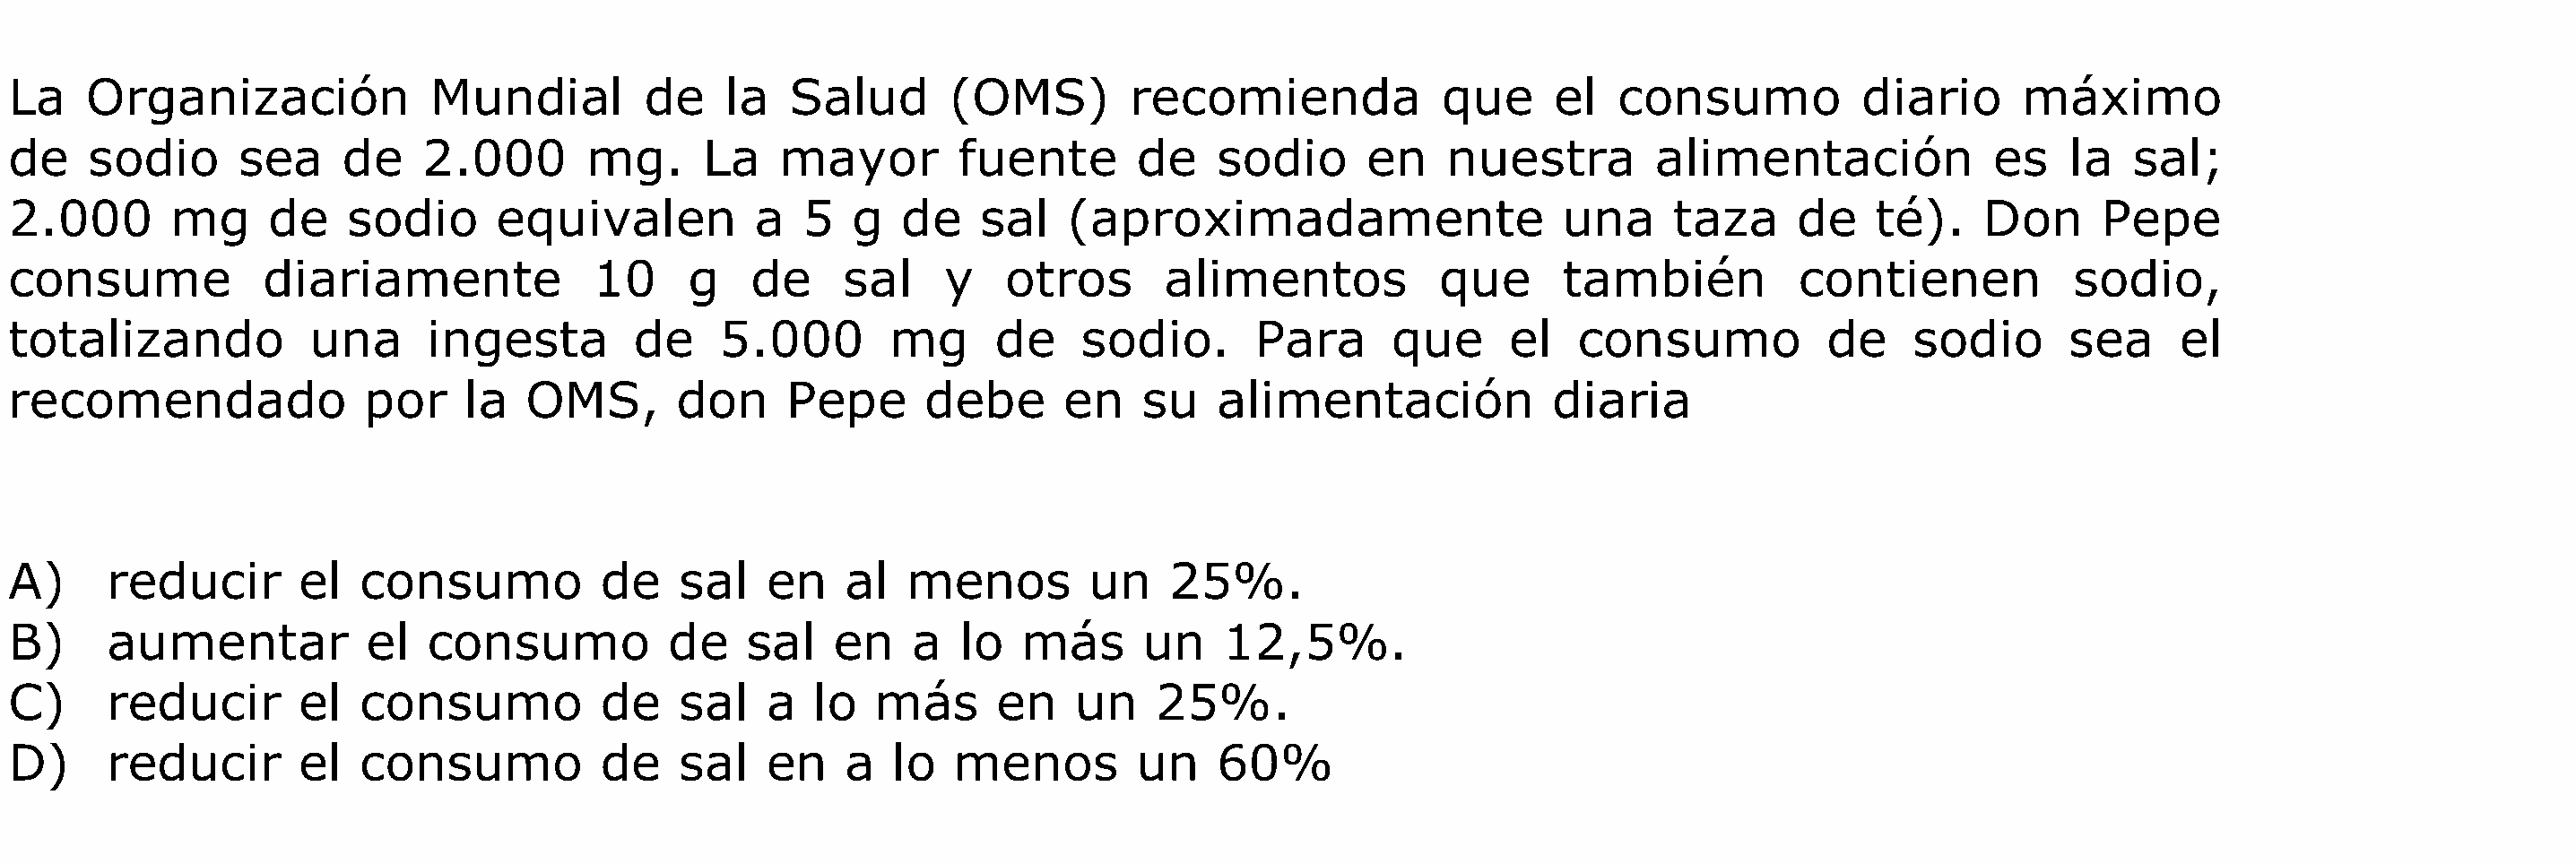 La Organización Mundial de la Salud (OMS) recomienda que el consumo diario máximo
de sodio sea de 2.000 mg. La mayor fuente de sodio en nuestra alimentación es la sal;
2.000 mg de sodio equivalen a 5 g de sal (aproximadamente una taza de té). Don Pepe
consume diariamente 10 g de sal y otros alimentos que también contienen sodio,
totalizando una ingesta de 5.000 mg de sodio. Para que el consumo de sodio sea el
recomendado por la OMS, don Pepe debe en su alimentación diaria
A) reducir el consumo de sal en al menos un 25%.
B) aumentar el consumo de sal en a lo más un 12,5%.
C) reducir el consumo de sal a lo más en un 25%.
D) reducir el consumo de sal en a lo menos un 60%